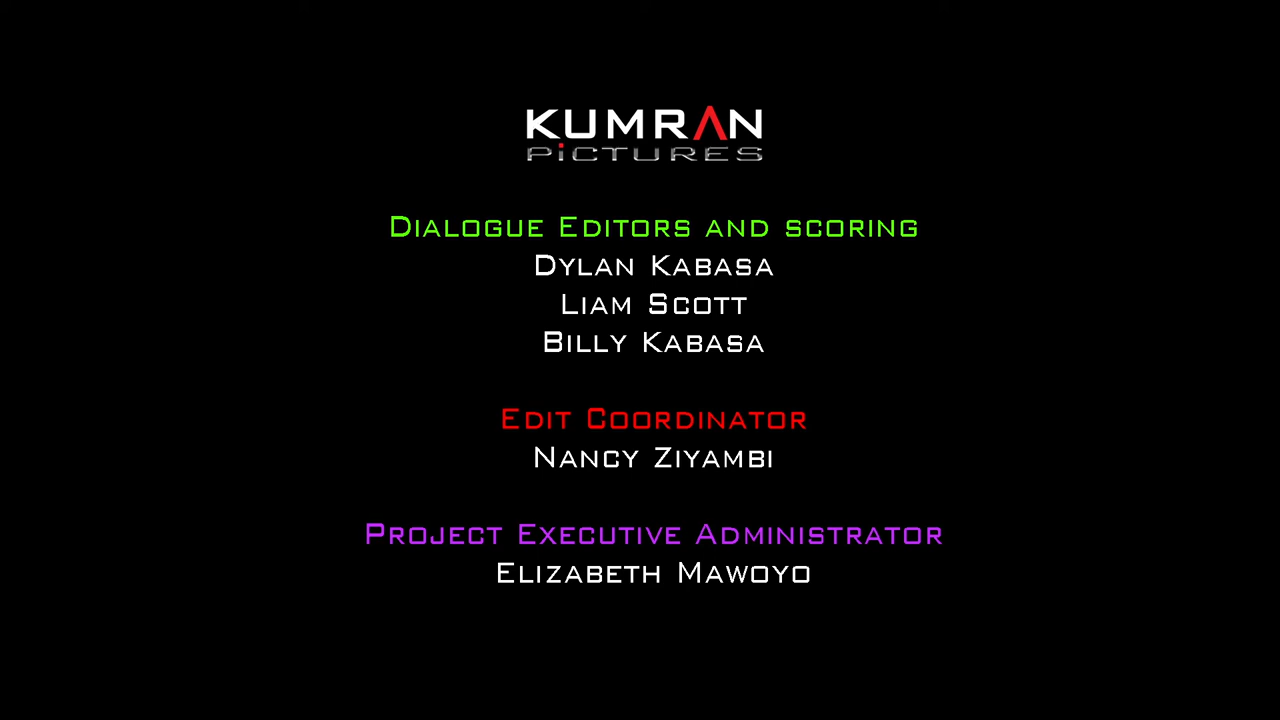 KUMRAN
PiCTURES
Dialogue Editors and scoring
Dylan Kabasa
Liam Scott
Billy Kabasa
Edit Coordinator
Nancy Ziyambi
Project Executive Administrator
Elizabeth Mawoyo